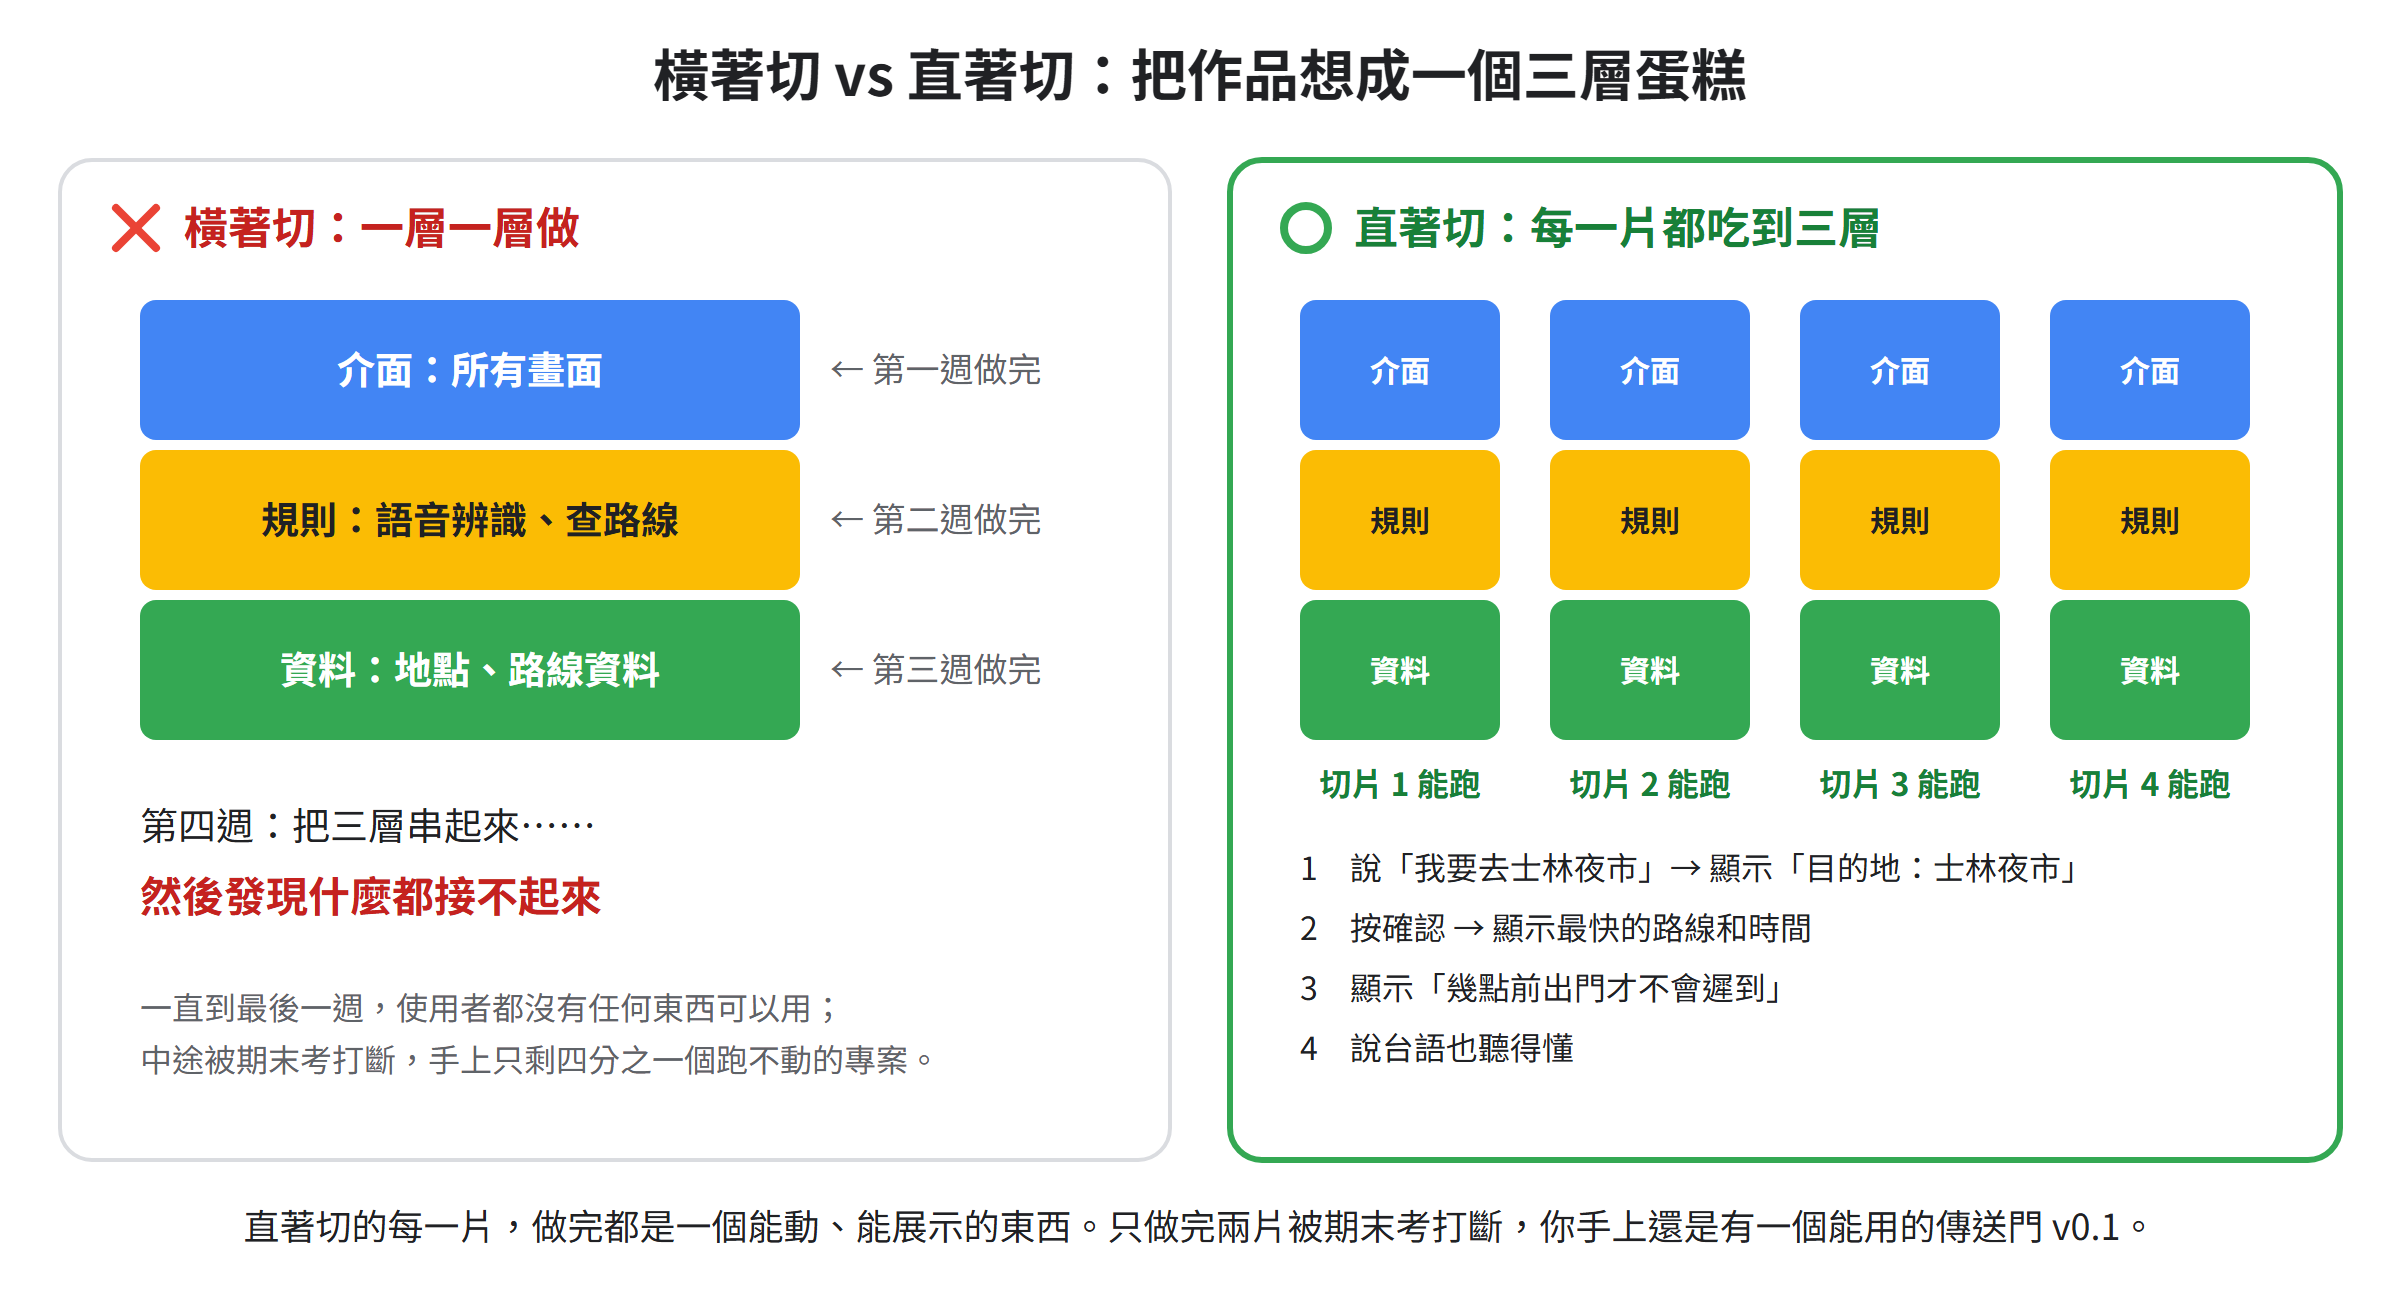 橫著切 vs 直著切：把作品想成一個三層蛋糕
橫著切：一層一層做
介面：所有畫面
← 第一週做完
規則：語音辨識、查路線
← 第二週做完
資料：地點、路線資料
← 第三週做完
第四週：把三層串起來……
然後發現什麼都接不起來
一直到最後一週，使用者都沒有任何東西可以用；
中途被期末考打斷，手上只剩四分之一個跑不動的專案。
直著切：每一片都吃到三層
介面 介面 介面 介面
規則 規則 規則 規則
資料 資料 資料 資料
切片 1 能跑 切片 2 能跑 切片 3 能跑 切片 4 能跑
1 說「我要去士林夜市」→ 顯示「目的地：士林夜市」
2 按確認 → 顯示最快的路線和時間
3 顯示「幾點前出門才不會遲到」
4 說台語也聽得懂
直著切的每一片，做完都是一個能動、能展示的東西。只做完兩片被期末考打斷，你手上還是有一個能用的傳送門 v0.1。